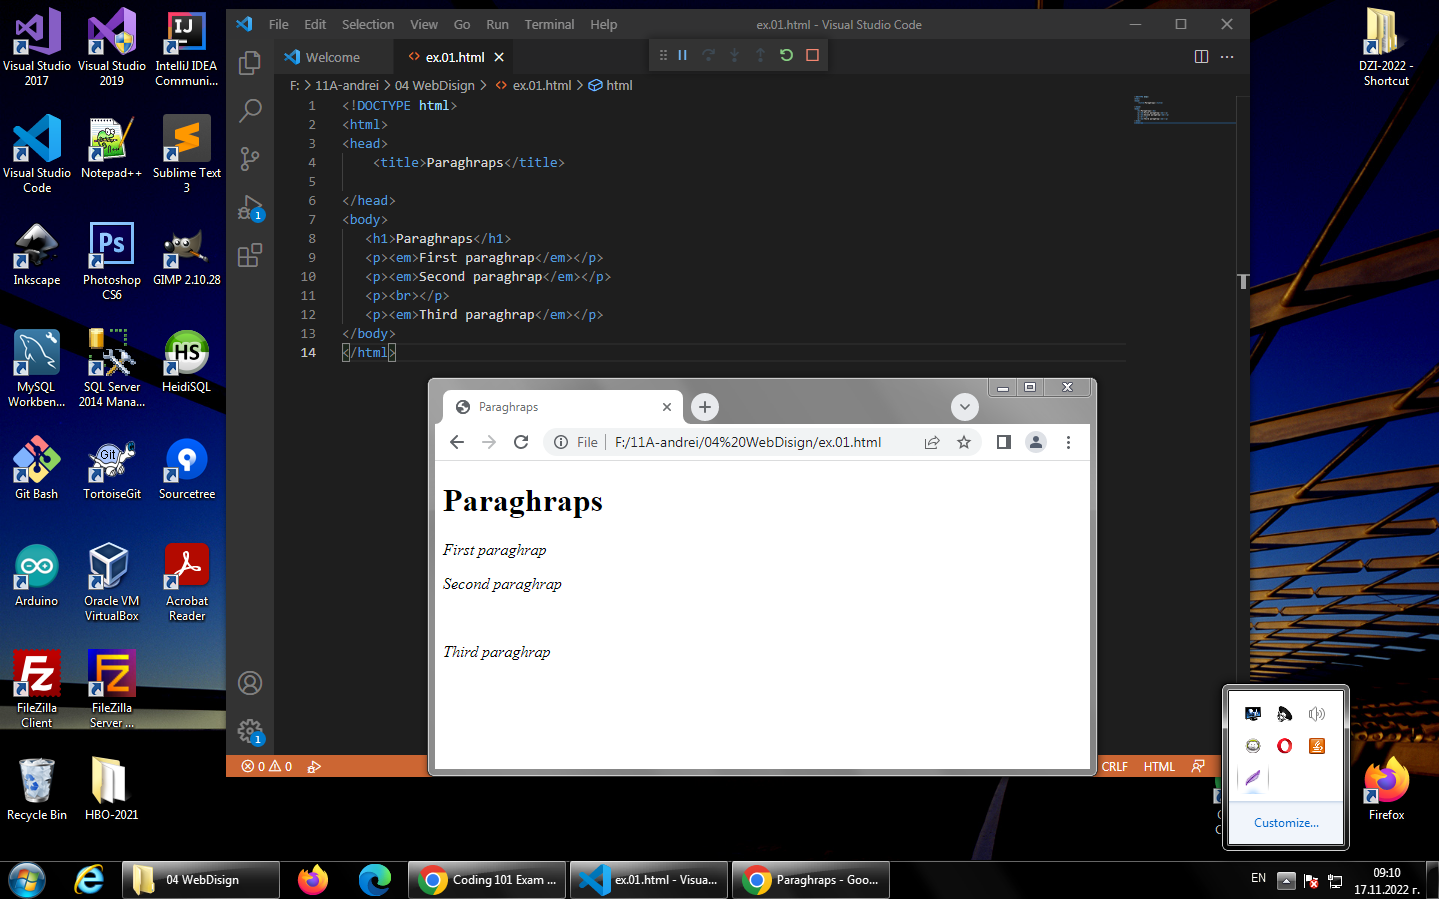 Visual Studio 2017
Visual Studio 2019
IntelliJ IDEA Communi...
Visual Studio Code
Notepad++
Sublime Text 3
Inkscape
Photoshop CS6
GIMP 2.10.28
MySQL Workben...
SQL Server 2014 Mana...
HeidiSQL
Git Bash
TortoiseGit
Sourcetree
Arduino
Oracle VM VirtualBox
Acrobat Reader
FileZilla Client
FileZilla Server ...
Recycle Bin
HBO-2021
DZI-2022 - Shortcut
Firefox
File Edit Selection View Go Run Terminal Help
ex.01.html - Visual Studio Code
Welcome
ex.01.html
F: > 11A-andrei > 04 WebDisign > ex.01.html > html
1 <!DOCTYPE html>
2 <html>
3 <head>
4 <title>Paraghraps</title>
5
6 </head>
7 <body>
8 <h1>Paraghraps</h1>
9 <p><em>First paraghrap</em></p>
10 <p><em>Second paraghrap</em></p>
11 <p><br></p>
12 <p><em>Third paraghrap</em></p>
13 </body>
14 </html>
1
1
0 0
CRLF HTML
Paraghraps
File | F:/11A-andrei/04%20WebDisign/ex.01.html
Paraghraps
First paraghrap
Second paraghrap
Third paraghrap
Customize...
04 WebDisign
Coding 101 Exam ...
ex.01.html - Visua...
Paraghraps - Goo...
EN
09:10
17.11.2022 г.